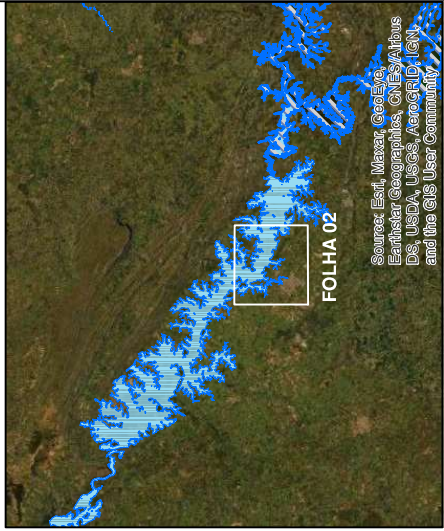 FOLHA 02
Source: Esri, Maxar, GeoEye,
Earthstar Geographics, CNES/Airbus
DS, USDA, USGS, AeroGRID, IGN,
and the GIS User Community